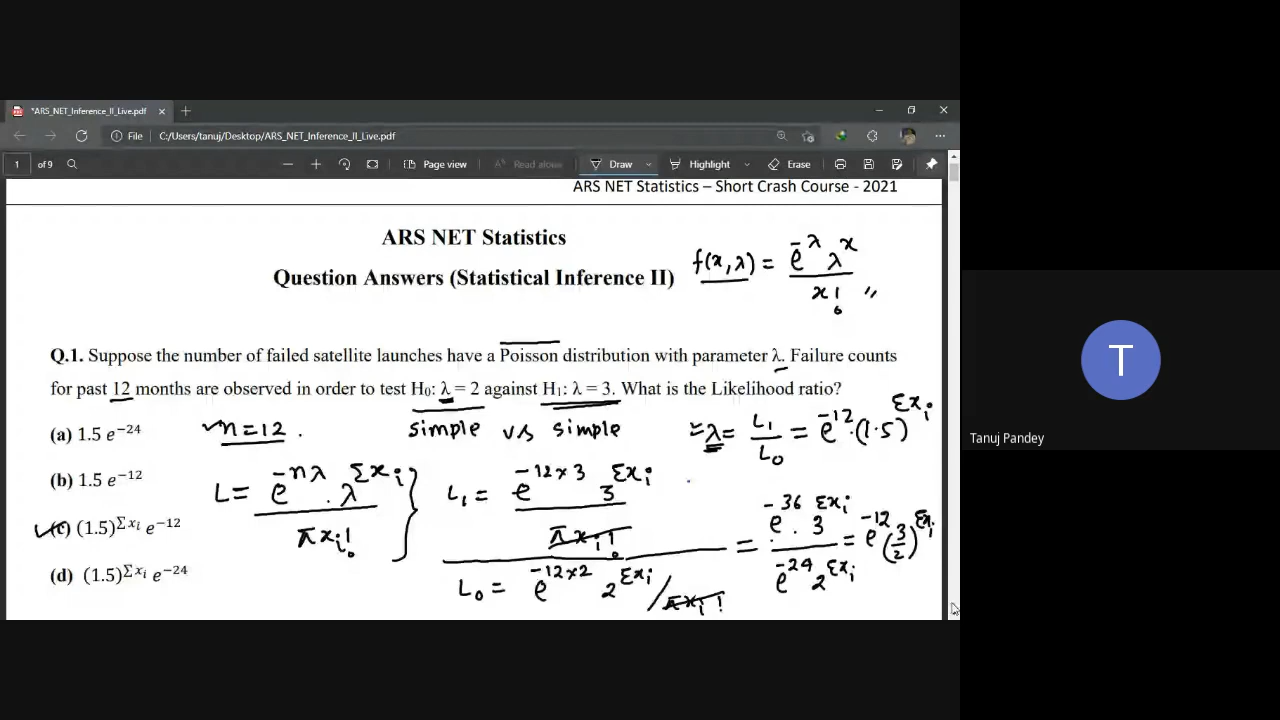 *ARS_NET_Inference_II_Live.pdf
File C:/Users/tanuj/Desktop/ARS_NET_Inference_II_Live.pdf
1 of 9 Page view Read aloud Draw Highlight Erase
ARS NET Statistics – Short Crash Course - 2021
ARS NET Statistics
Question Answers (Statistical Inference II)
f(x, λ) = e^-λ λ^x / x!
Q.1. Suppose the number of failed satellite launches have a Poisson distribution with parameter λ. Failure counts
for past 12 months are observed in order to test H₀: λ = 2 against H₁: λ = 3. What is the Likelihood ratio?
(a) 1.5 e^−24
n = 12 .
simple vs simple
λ = L₁/L₀ = e^-12 . (1.5)^Σxi
(b) 1.5 e^−12
L = e^-nλ . λ^Σxi / π xi!
L₁ = e^-12×3 3^Σxi / π xi!
(c) (1.5)^∑ xi e^−12
= e^-36 . 3^Σxi / e^-24 2^Σxi = e^-12 (3/2)^Σxi
(d) (1.5)^∑ xi e^−24
L₀ = e^-12×2 2^Σxi / π xi!
T
Tanuj Pandey